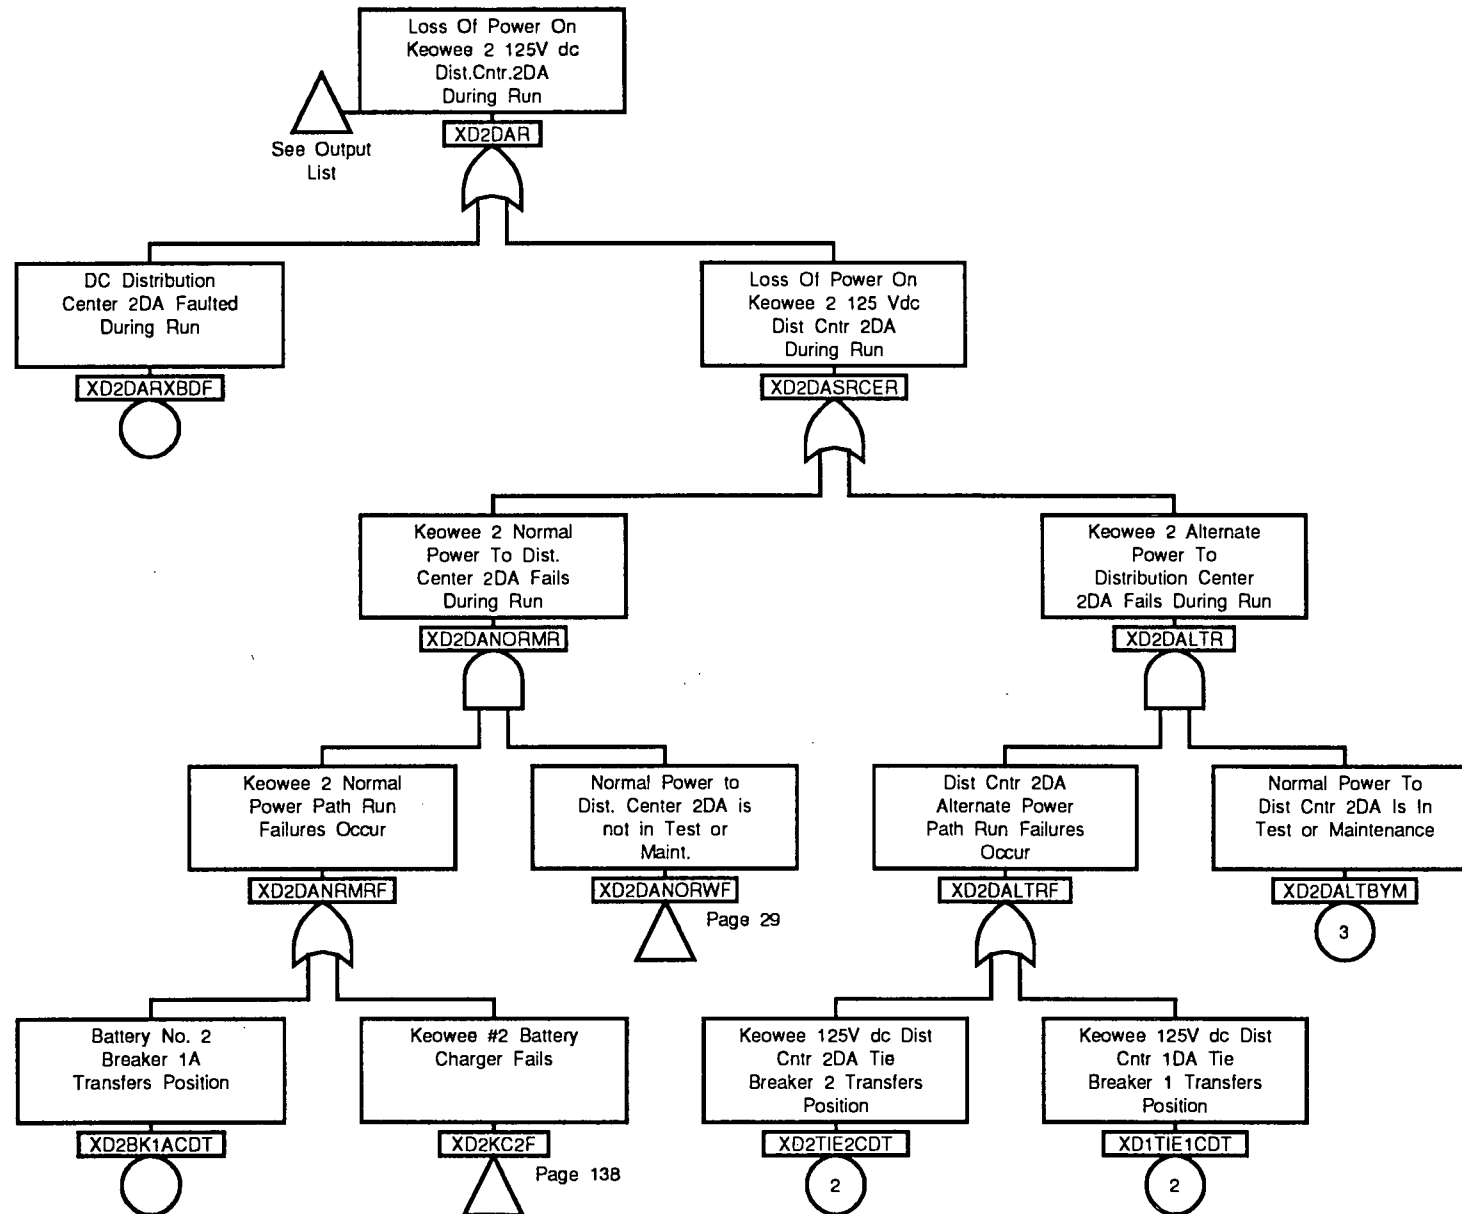 Loss Of Power On
Keowee 2 125V dc
Dist.Cntr.2DA
During Run
XD2DAR
See Output
List
DC Distribution
Center 2DA Faulted
During Run
XD2DARXBDF
Loss Of Power On
Keowee 2 125 Vdc
Dist Cntr 2DA
During Run
XD2DASRCER
Keowee 2 Normal
Power To Dist.
Center 2DA Fails
During Run
XD2DANORMR
Keowee 2 Alternate
Power To
Distribution Center
2DA Fails During Run
XD2DALTR
Keowee 2 Normal
Power Path Run
Failures Occur
XD2DANRMRF
Normal Power to
Dist. Center 2DA is
not in Test or
Maint.
XD2DANORWF
Page 29
Dist Cntr 2DA
Alternate Power
Path Run Failures
Occur
XD2DALTRF
Normal Power To
Dist Cntr 2DA Is In
Test or Maintenance
XD2DALTBYM
3
Battery No. 2
Breaker 1A
Transfers Position
XD2BK1ACDT
Keowee #2 Battery
Charger Fails
XD2KC2F
Page 138
Keowee 125V dc Dist
Cntr 2DA Tie
Breaker 2 Transfers
Position
XD2TIE2CDT
2
Keowee 125V dc Dist
Cntr 1DA Tie
Breaker 1 Transfers
Position
XD1TIE1CDT
2